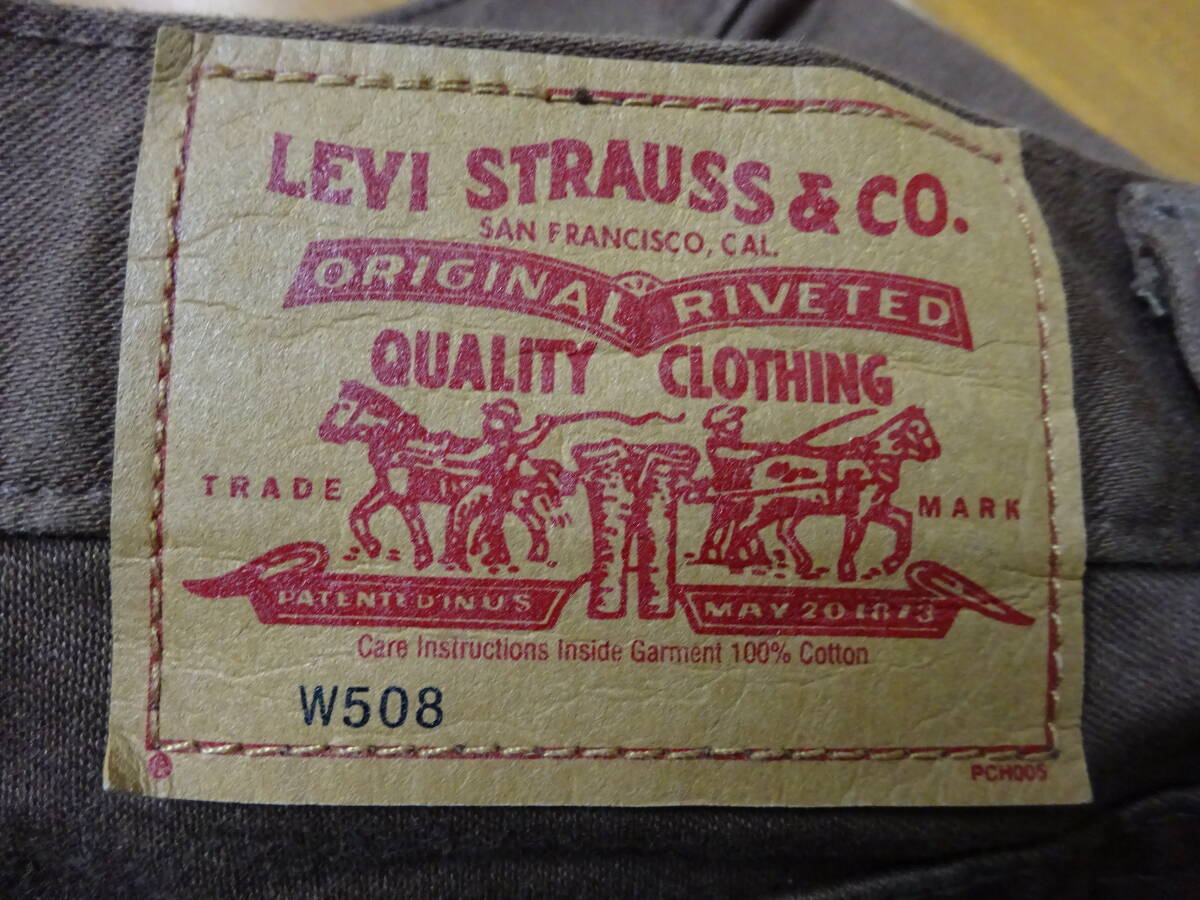 LEVI STRAUSS & CO.
SAN FRANCISCO, CAL.
ORIGINAL RIVETED
QUALITY CLOTHING
TRADE MARK
PATENTED IN U S MAY 20 1873
Care Instructions Inside Garment 100% Cotton
W508
PCH005